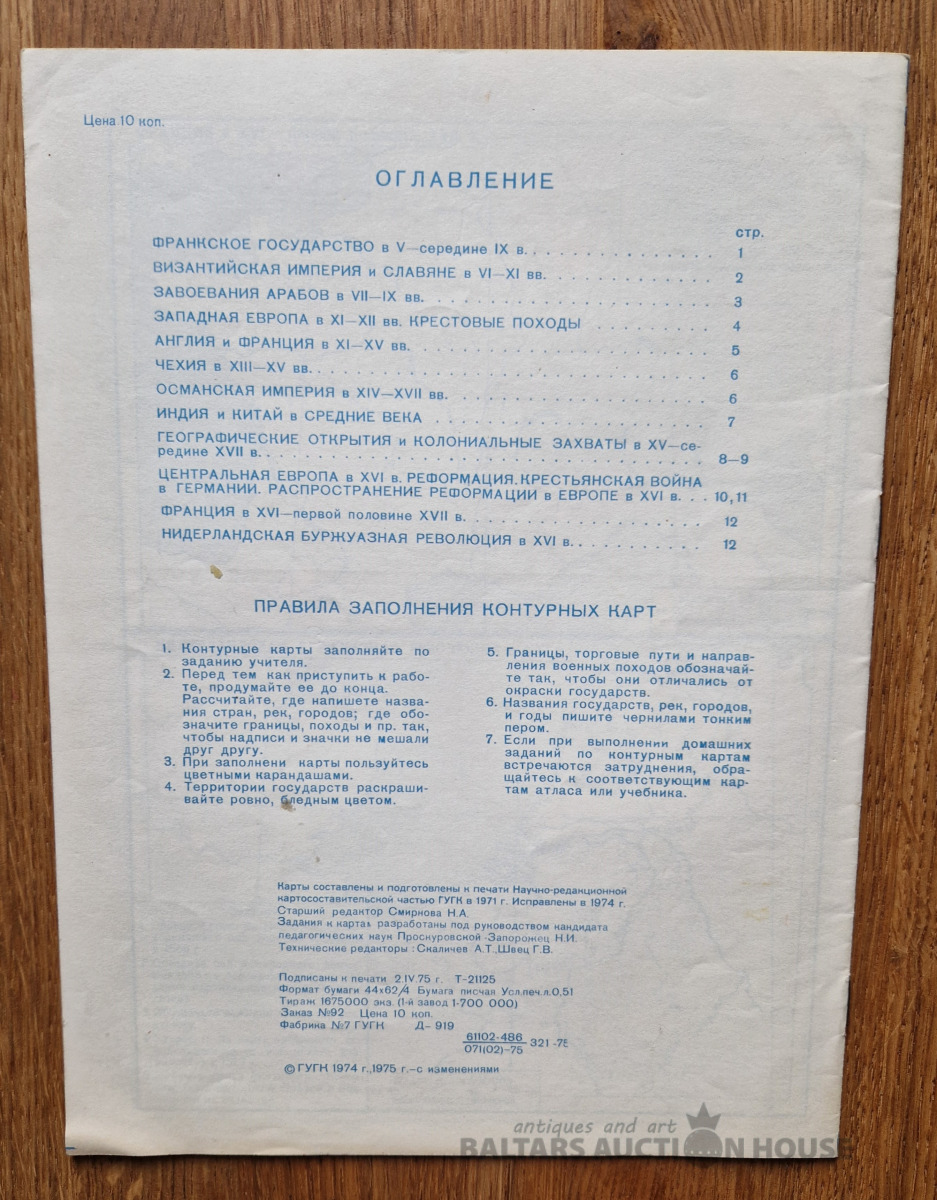 Цена 10 коп.
ОГЛАВЛЕНИЕ
стр.
ФРАНКСКОЕ ГОСУДАРСТВО в V—середине IX в. . . . . . . . . . . . . . . 1
ВИЗАНТИЙСКАЯ ИМПЕРИЯ и СЛАВЯНЕ в VI—XI вв. . . . . . . . . . . . . . 2
ЗАВОЕВАНИЯ АРАБОВ в VII—IX вв. . . . . . . . . . . . . . . . . . . . . 3
ЗАПАДНАЯ ЕВРОПА в XI—XII вв. КРЕСТОВЫЕ ПОХОДЫ . . . . . . . . . 4
АНГЛИЯ и ФРАНЦИЯ в XI—XV вв. . . . . . . . . . . . . . . . . . . . . . 5
ЧЕХИЯ в XIII—XV вв. . . . . . . . . . . . . . . . . . . . . . . . . . . . . 6
ОСМАНСКАЯ ИМПЕРИЯ в XIV—XVII вв. . . . . . . . . . . . . . . . . . . . 6
ИНДИЯ и КИТАЙ в СРЕДНИЕ ВЕКА . . . . . . . . . . . . . . . . . . . . . 7
ГЕОГРАФИЧЕСКИЕ ОТКРЫТИЯ и КОЛОНИАЛЬНЫЕ ЗАХВАТЫ в XV—се-
редине XVII в. . . . . . . . . . . . . . . . . . . . . . . . . . . . . . . . . 8—9
ЦЕНТРАЛЬНАЯ ЕВРОПА в XVI в. РЕФОРМАЦИЯ. КРЕСТЬЯНСКАЯ ВОЙНА
в ГЕРМАНИИ. РАСПРОСТРАНЕНИЕ РЕФОРМАЦИИ в ЕВРОПЕ в XVI в. . . . 10,11
ФРАНЦИЯ в XVI—первой половине XVII в. . . . . . . . . . . . . . . . . . 12
НИДЕРЛАНДСКАЯ БУРЖУАЗНАЯ РЕВОЛЮЦИЯ в XVI в. . . . . . . . . . . 12
ПРАВИЛА ЗАПОЛНЕНИЯ КОНТУРНЫХ КАРТ
1. Контурные карты заполняйте по
заданию учителя.
2. Перед тем как приступить к рабо-
те, продумайте ее до конца.
Рассчитайте, где напишете назва-
ния стран, рек, городов; где обо-
значите границы, походы и пр. так,
чтобы надписи и значки не мешали
друг другу.
3. При заполнени карты пользуйтесь
цветными карандашами.
4. Территории государств раскраши-
вайте ровно, бледным цветом.
5. Границы, торговые пути и направ-
ления военных походов обозначай-
те так, чтобы они отличались от
окраски государств.
6. Названия государств, рек, городов,
и годы пишите чернилами тонким
пером.
7. Если при выполнении домашних
заданий по контурным картам
встречаются затруднения, обра-
щайтесь к соответствующим кар-
там атласа или учебника.
Карты составлены и подготовлены к печати Научно-редакционной
картосоставительской частью ГУГК в 1971 г. Исправлены в 1974 г.
Старший редактор Смирнова Н.А.
Задания к картам разработаны под руководством кандидата
педагогических наук Проскуровской-Запорожец Н.И.
Технические редакторы: Скаличев А.Т., Швец Г.В.
Подписаны к печати 2.IV.75 г. Т-21125
Формат бумаги 44х62/4 Бумага писчая Усл.печ.л.0,51
Тираж 1675000 экз. (1-й завод 1-700 000)
Заказ №92 Цена 10 коп.
Фабрика №7 ГУГК Д-919
61102-486
071(02)-75 321-75
© ГУГК 1974 г., 1975 г.–с изменениями
antiques and art
BALTARS AUCTION HOUSE